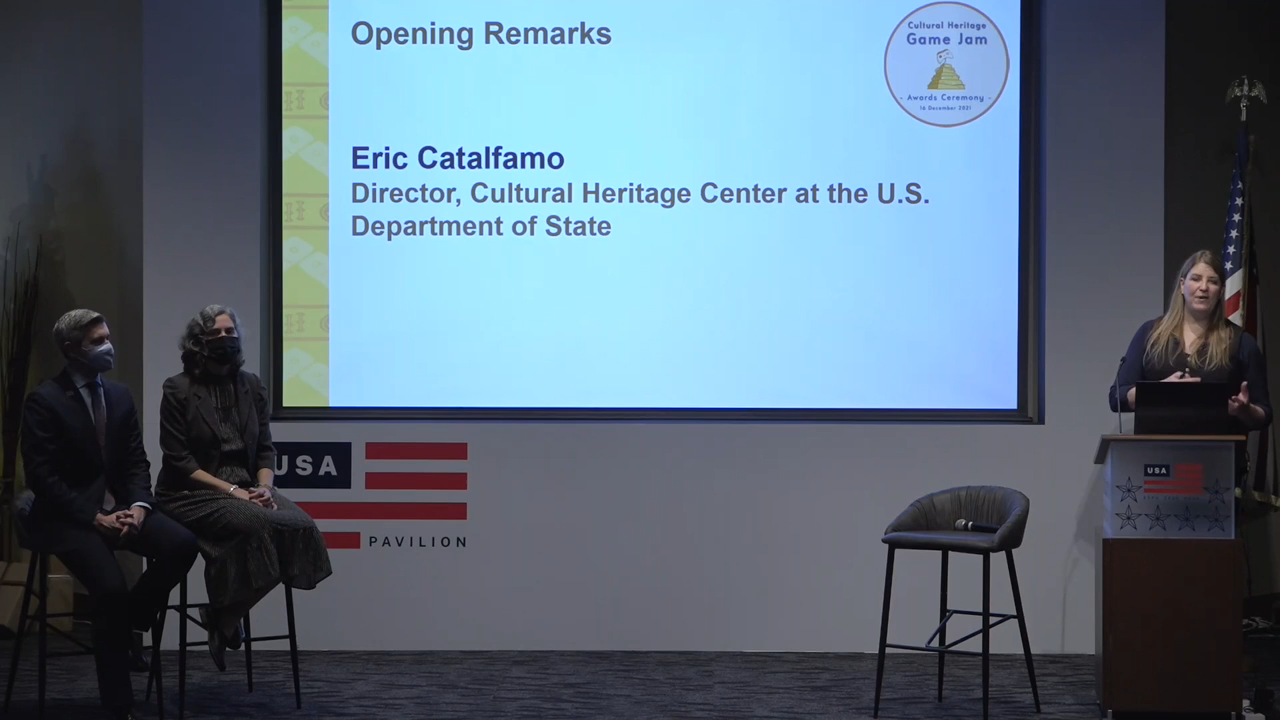 Opening Remarks
Cultural Heritage
Game Jam
- Awards Ceremony -
16 December 2021
Eric Catalfamo
Director, Cultural Heritage Center at the U.S.
Department of State
USA
PAVILION
USA